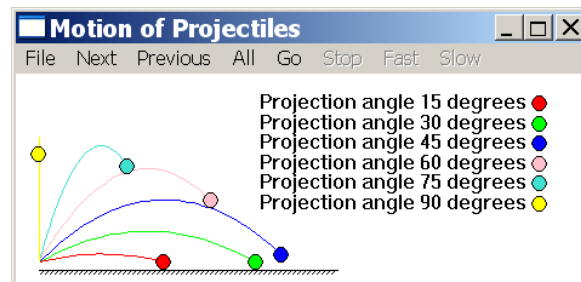 Motion of Projectiles
File Next Previous All Go Stop Fast Slow
Projection angle 15 degrees
Projection angle 30 degrees
Projection angle 45 degrees
Projection angle 60 degrees
Projection angle 75 degrees
Projection angle 90 degrees